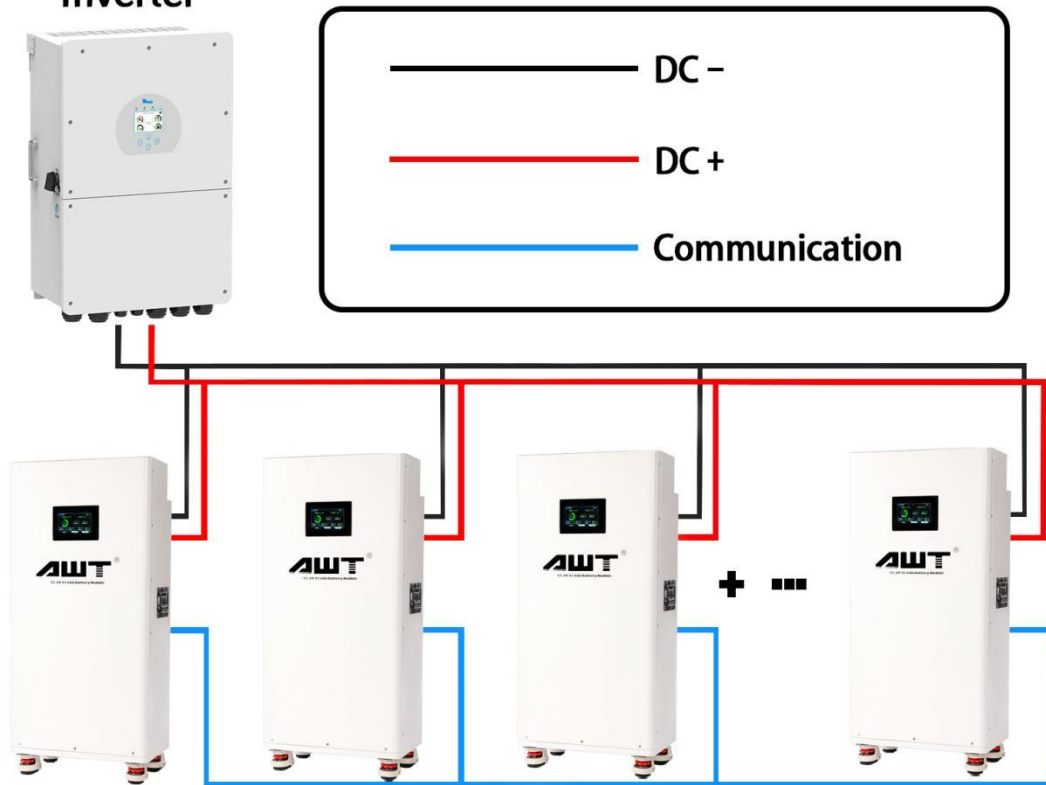 Inverter
DC −
DC +
Communication
AWT®
AWT®
AWT®
AWT®
+ ...